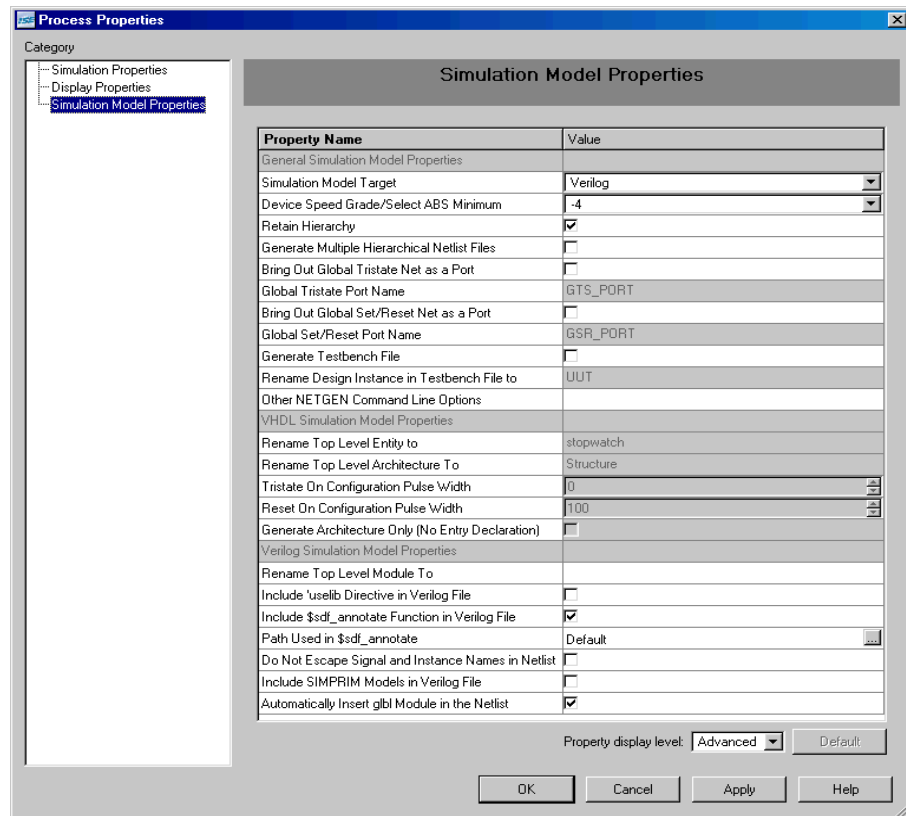 ISE Process Properties
Category
Simulation Properties
Display Properties
Simulation Model Properties
Simulation Model Properties
Property Name Value
General Simulation Model Properties
Simulation Model Target Verilog
Device Speed Grade/Select ABS Minimum -4
Retain Hierarchy
Generate Multiple Hierarchical Netlist Files
Bring Out Global Tristate Net as a Port
Global Tristate Port Name GTS_PORT
Bring Out Global Set/Reset Net as a Port
Global Set/Reset Port Name GSR_PORT
Generate Testbench File
Rename Design Instance in Testbench File to UUT
Other NETGEN Command Line Options
VHDL Simulation Model Properties
Rename Top Level Entity to stopwatch
Rename Top Level Architecture To Structure
Tristate On Configuration Pulse Width 0
Reset On Configuration Pulse Width 100
Generate Architecture Only (No Entry Declaration)
Verilog Simulation Model Properties
Rename Top Level Module To
Include 'uselib Directive in Verilog File
Include $sdf_annotate Function in Verilog File
Path Used in $sdf_annotate Default ...
Do Not Escape Signal and Instance Names in Netlist
Include SIMPRIM Models in Verilog File
Automatically Insert glbl Module in the Netlist
Property display level: Advanced Default
OK Cancel Apply Help